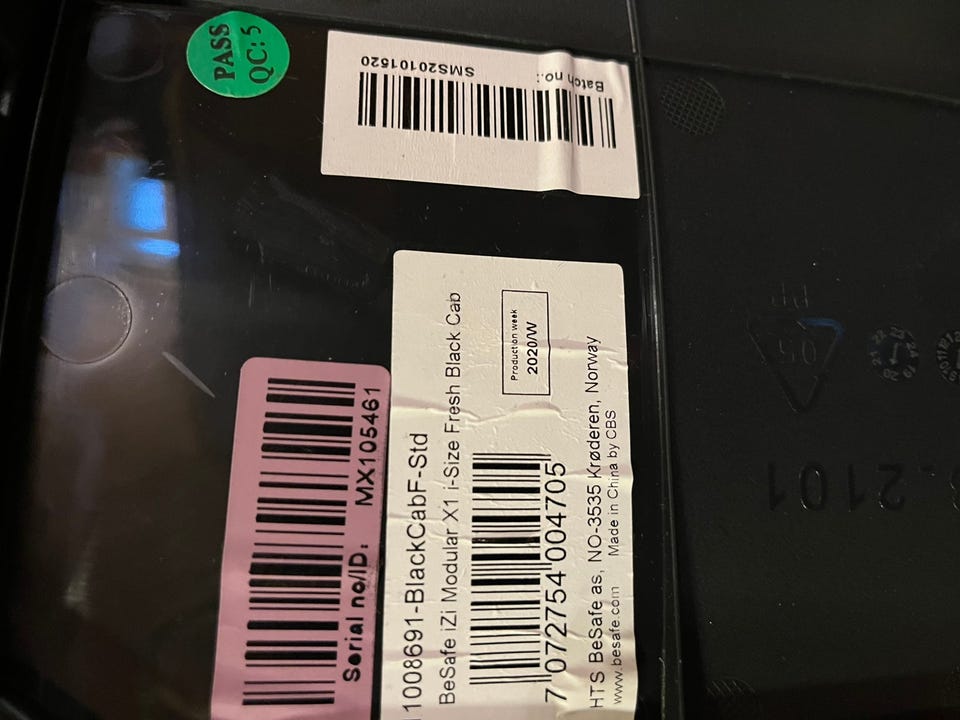 PASS
QC: 5
Batch no.:
SMS20101520
Serial no/ID: MX105461
11008691-BlackCabF-Std
BeSafe iZi Modular X1 i-Size Fresh Black Cab
Production week
2020/W
7 072754 004705
HTS BeSafe as, NO-3535 Krøderen, Norway
www.besafe.com Made in China by CBS
PP
05
2101